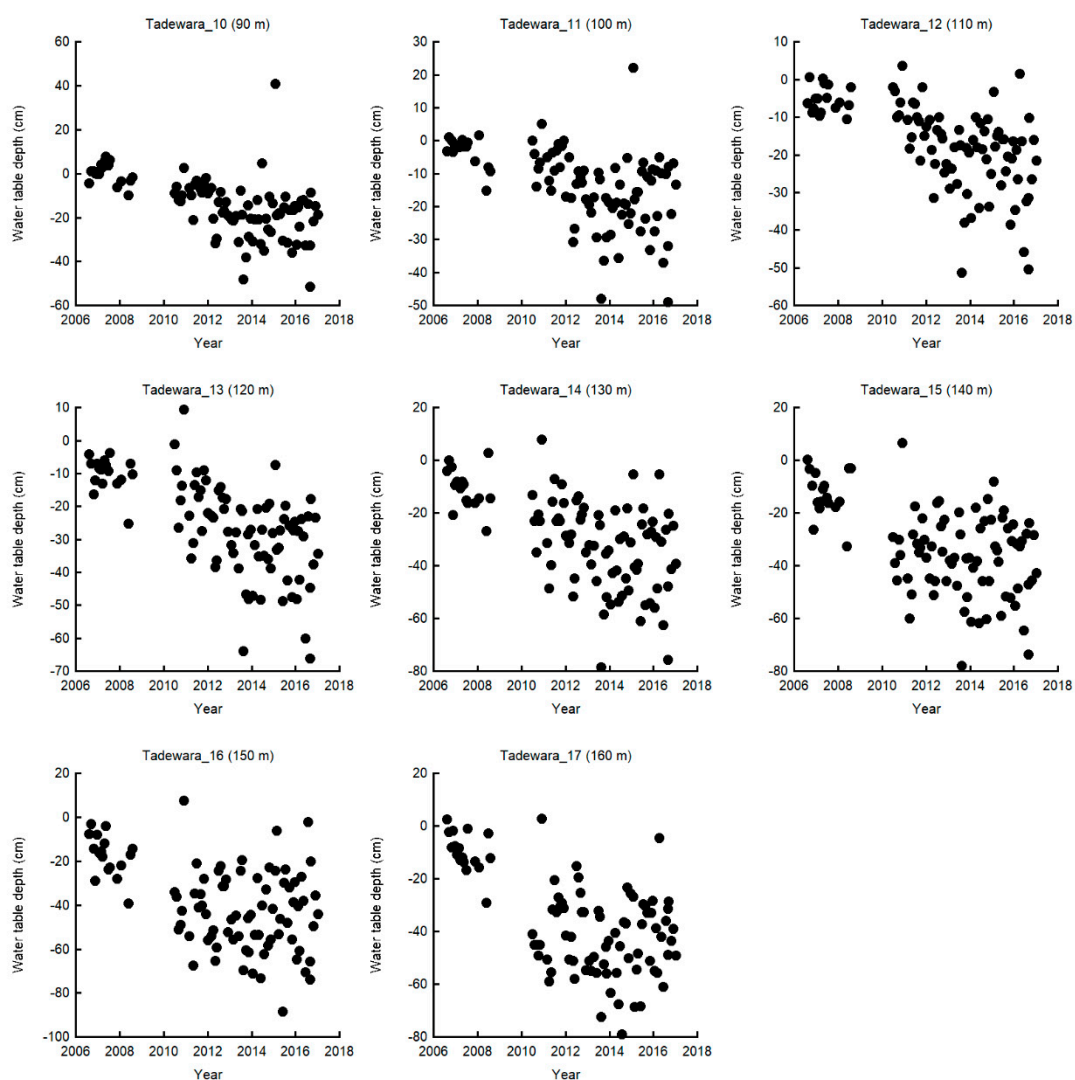 Tadewara_10 (90 m)
60
40
20
0
-20
-40
-60
2006 2008 2010 2012 2014 2016 2018
Water table depth (cm)
Year
Tadewara_11 (100 m)
30
20
10
0
-10
-20
-30
-40
-50
2006 2008 2010 2012 2014 2016 2018
Water table depth (cm)
Year
Tadewara_12 (110 m)
10
0
-10
-20
-30
-40
-50
-60
2006 2008 2010 2012 2014 2016 2018
Water table depth (cm)
Year
Tadewara_13 (120 m)
10
0
-10
-20
-30
-40
-50
-60
-70
2006 2008 2010 2012 2014 2016 2018
Water table depth (cm)
Year
Tadewara_14 (130 m)
20
0
-20
-40
-60
-80
2006 2008 2010 2012 2014 2016 2018
Water table depth (cm)
Year
Tadewara_15 (140 m)
20
0
-20
-40
-60
-80
2006 2008 2010 2012 2014 2016 2018
Water table depth (cm)
Year
Tadewara_16 (150 m)
20
0
-20
-40
-60
-80
-100
2006 2008 2010 2012 2014 2016 2018
Water table depth (cm)
Year
Tadewara_17 (160 m)
20
0
-20
-40
-60
-80
2006 2008 2010 2012 2014 2016 2018
Water table depth (cm)
Year